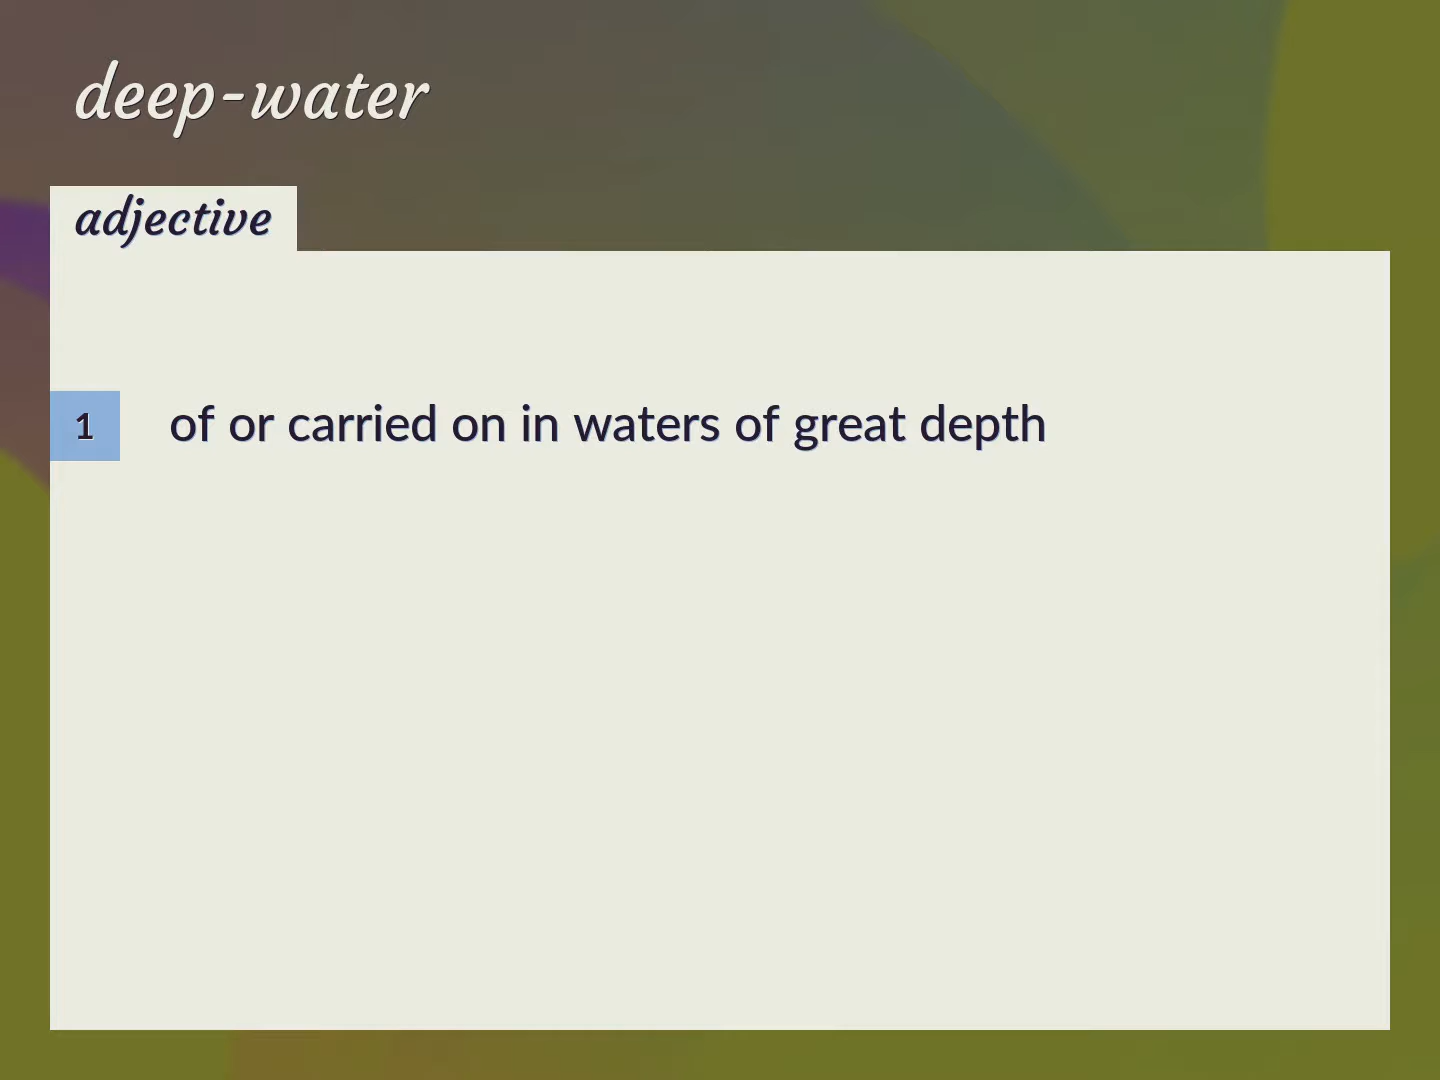 deep-water
adjective
1 of or carried on in waters of great depth